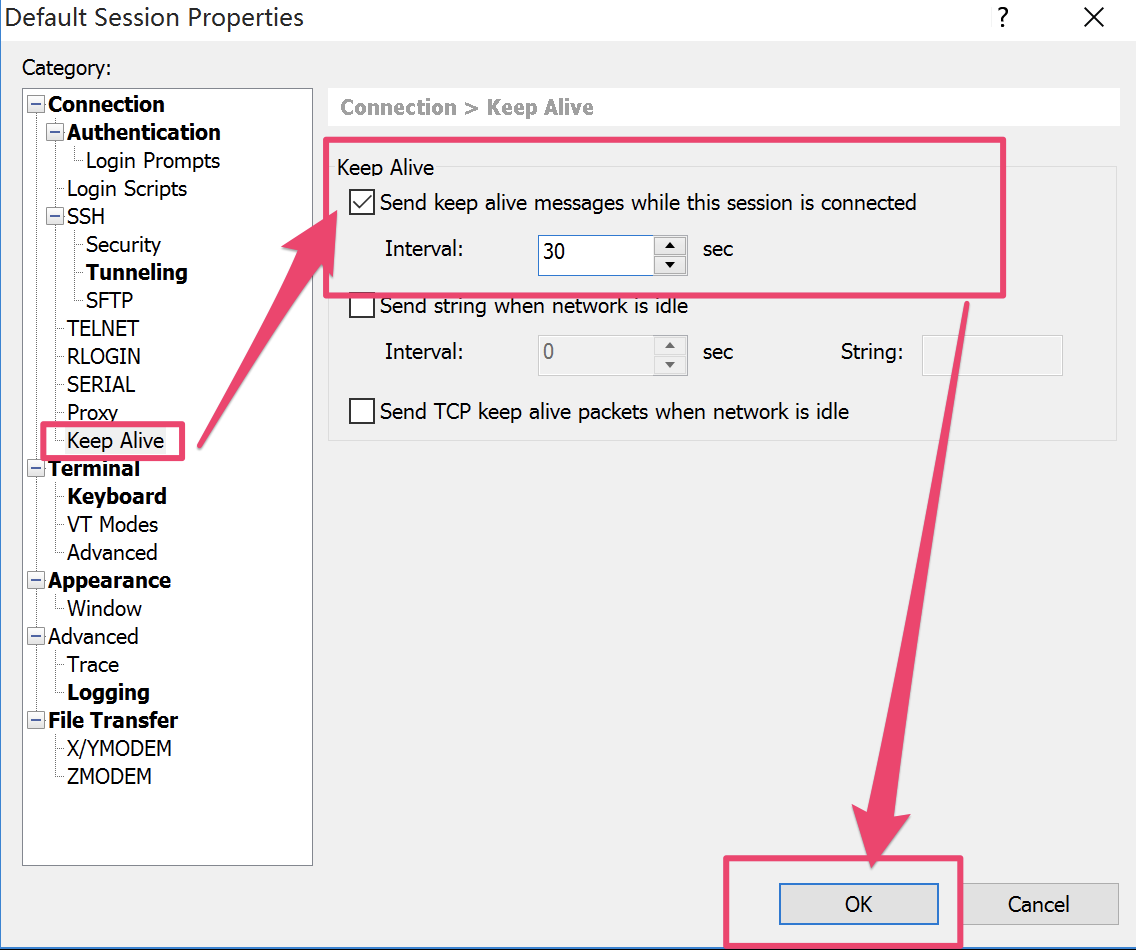 Default Session Properties
?
Category:
Connection
Authentication
Login Prompts
Login Scripts
SSH
Security
Tunneling
SFTP
TELNET
RLOGIN
SERIAL
Proxy
Keep Alive
Terminal
Keyboard
VT Modes
Advanced
Appearance
Window
Advanced
Trace
Logging
File Transfer
X/YMODEM
ZMODEM
Connection > Keep Alive
Keep Alive
Send keep alive messages while this session is connected
Interval: 30 sec
Send string when network is idle
Interval: 0 sec String:
Send TCP keep alive packets when network is idle
OK Cancel